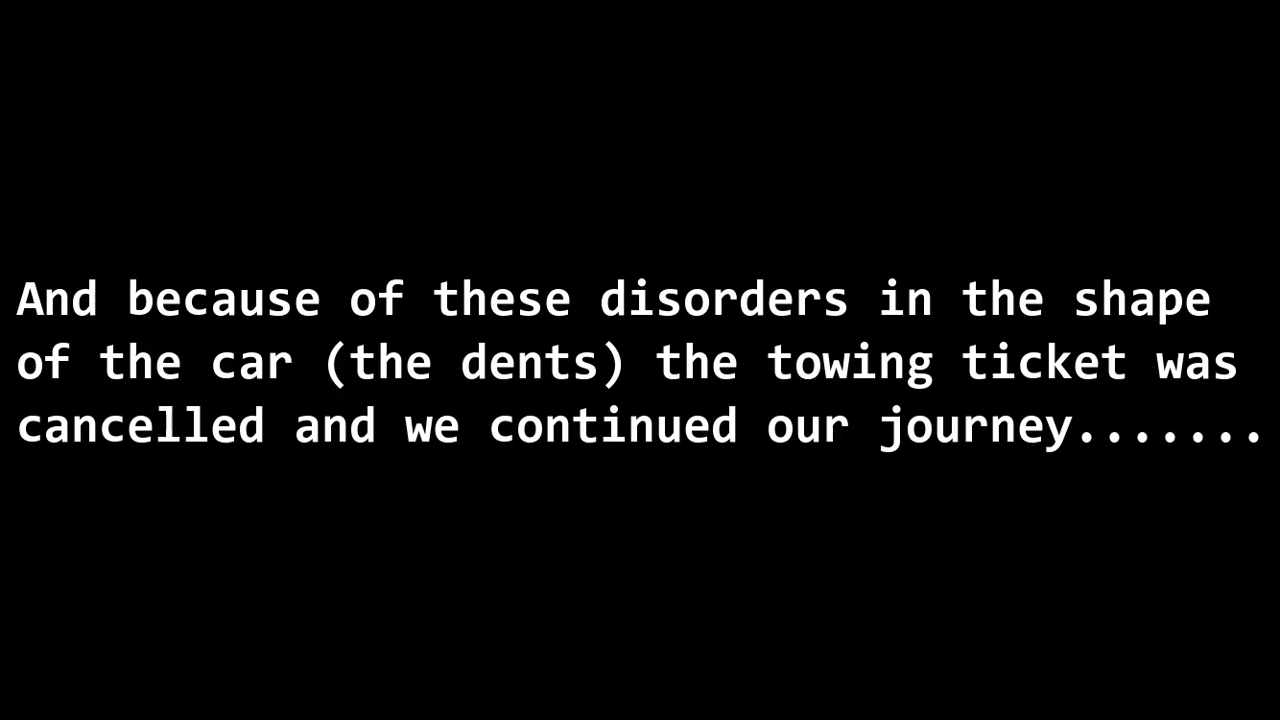 And because of these disorders in the shape
of the car (the dents) the towing ticket was
cancelled and we continued our journey.......